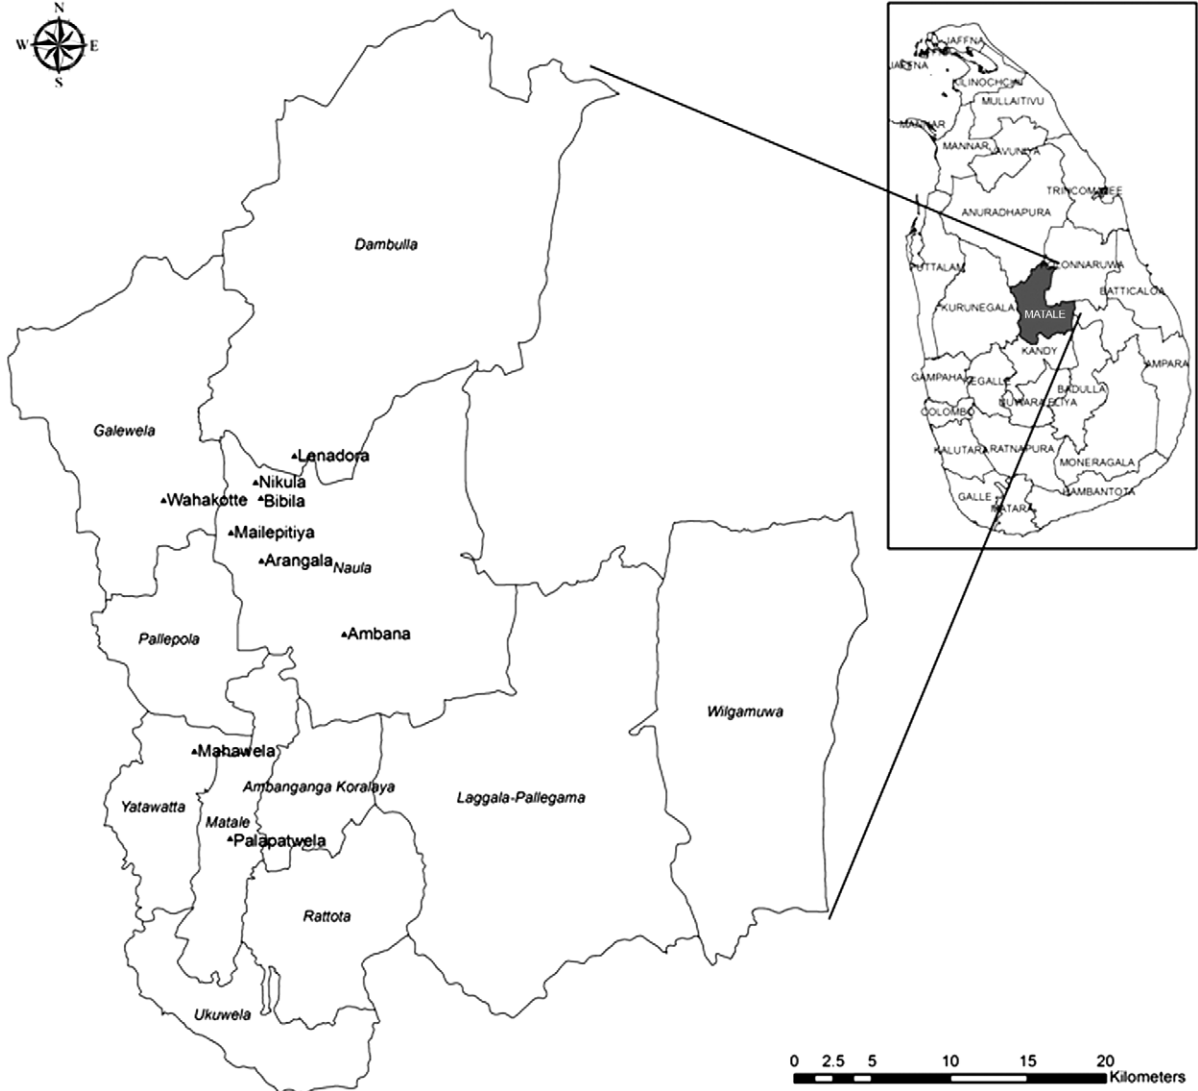 N
W
E
S
JAFFNA
JAFFNA
KILINOCHCHI
MULLAITIVU
MANNAR
MANNAR
VAVUNIYA
TRINCOMALEE
ANURADHAPURA
PUTTALAM
POLONNARUWA
BATTICALOA
KURUNEGALA
MATALE
KANDY
AMPARA
GAMPAHA
KEGALLE
BADULLA
NUWARA ELIYA
COLOMBO
KALUTARA
RATNAPURA
MONERAGALA
GALLE
HAMBANTOTA
MATARA
Dambulla
Galewela
Lenadora
Nikula
Wahakotte
Bibila
Mailepitiya
Arangala
Naula
Pallepola
Ambana
Wilgamuwa
Mahawela
Ambanganga Koralaya
Laggala-Pallegama
Yatawatta
Matale
Palapatwela
Rattota
Ukuwela
0 2.5 5 10 15 20
Kilometers